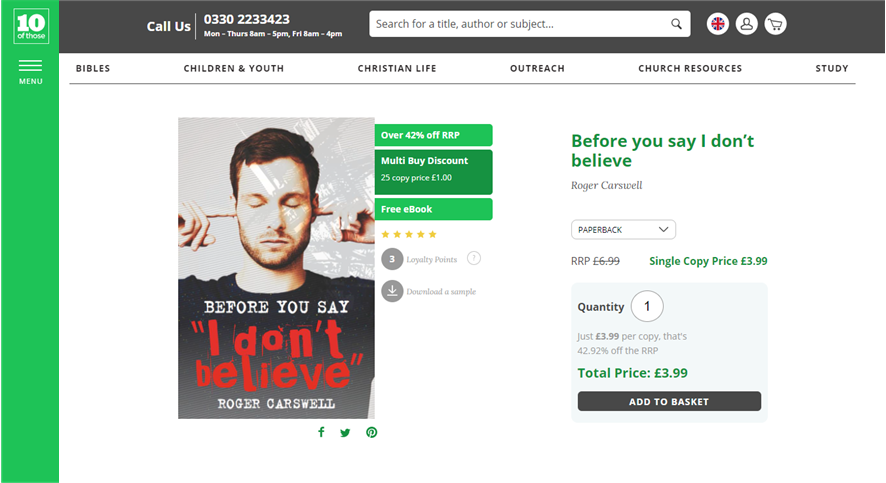 10
of those
MENU
Call Us
0330 2233423
Mon – Thurs 8am – 5pm, Fri 8am – 4pm
Search for a title, author or subject...
BIBLES
CHILDREN & YOUTH
CHRISTIAN LIFE
OUTREACH
CHURCH RESOURCES
STUDY
BEFORE YOU SAY
"I don't
believe"
ROGER CARSWELL
Over 42% off RRP
Multi Buy Discount
25 copy price £1.00
Free eBook
3 Loyalty Points ?
Download a sample
Before you say I don't
believe
Roger Carswell
PAPERBACK
RRP £6.99 Single Copy Price £3.99
Quantity 1
Just £3.99 per copy, that's
42.92% off the RRP
Total Price: £3.99
ADD TO BASKET